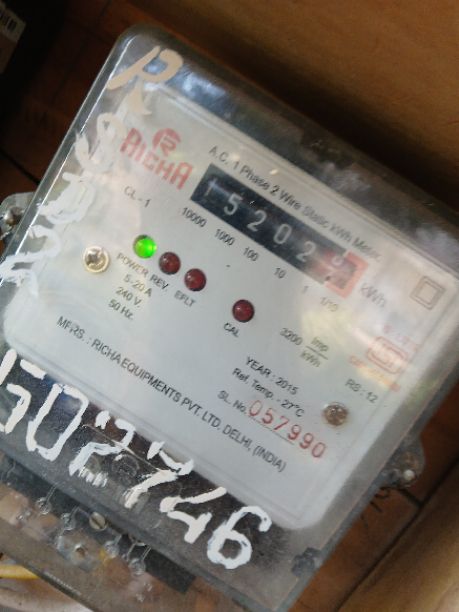 RICHA
A.C. 1 Phase 2 Wire Static kWh Meter
CL-1
10000 1000 100 10 1 1/10
15202
kWh
POWER REV EFLT
CAL
5-20 A
240 V.
50 Hz.
3200 Imp/kWh
YEAR : 2015
Ref. Temp. - 27°C
RS : 12
SL. No. 057990
MFRS. : RICHA EQUIPMENTS PVT. LTD, DELHI, (INDIA)